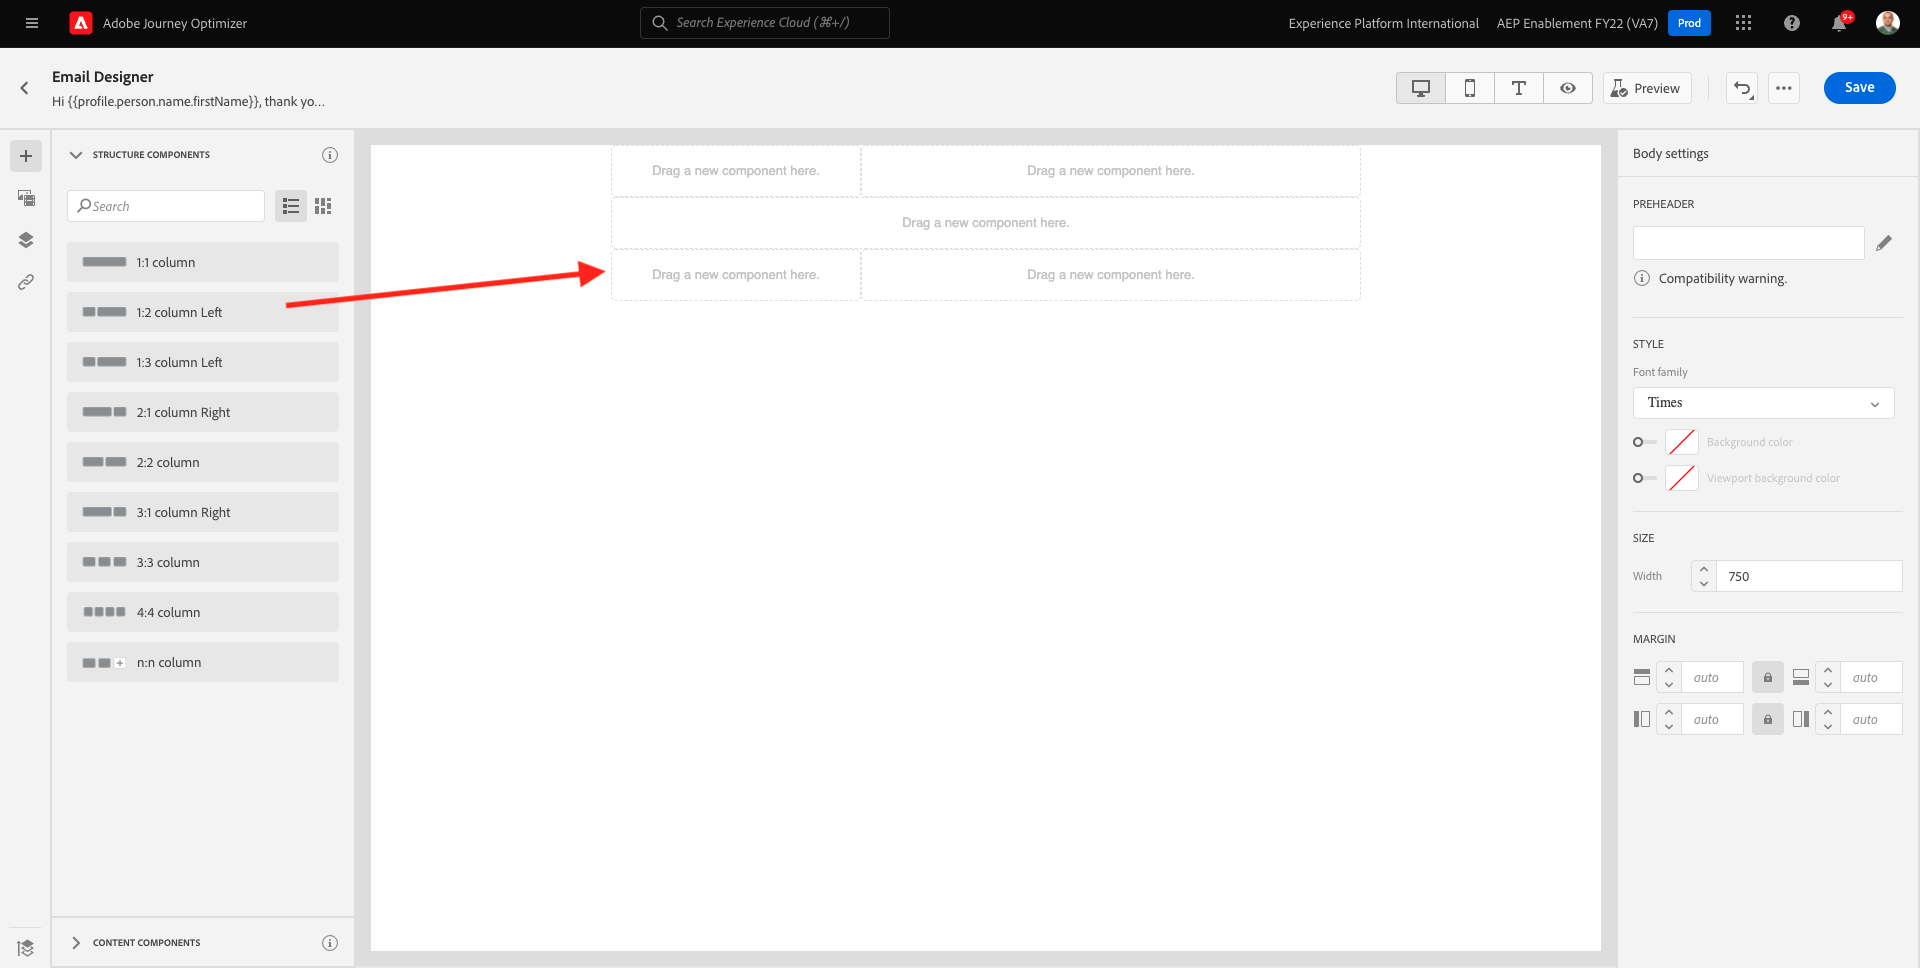 Adobe Journey Optimizer
Search Experience Cloud (⌘+/)
Experience Platform International
AEP Enablement FY22 (VA7)
Prod
9+
Email Designer
Hi {{profile.person.name.firstName}}, thank yo...
Preview
Save
STRUCTURE COMPONENTS
Search
1:1 column
1:2 column Left
1:3 column Left
2:1 column Right
2:2 column
3:1 column Right
3:3 column
4:4 column
n:n column
CONTENT COMPONENTS
Drag a new component here.
Drag a new component here.
Drag a new component here.
Drag a new component here.
Drag a new component here.
Body settings
PREHEADER
Compatibility warning.
STYLE
Font family
Times
Background color
Viewport background color
SIZE
Width
750
MARGIN
auto
auto
auto
auto